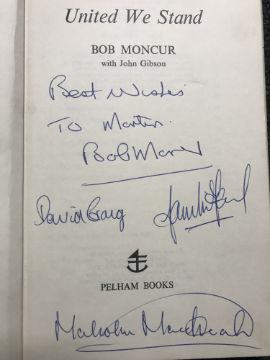 United We Stand
BOB MONCUR
with John Gibson
Best Wishes
To Martin.
Bob Moncur
David Craig
PELHAM BOOKS
Malcolm Macdonald